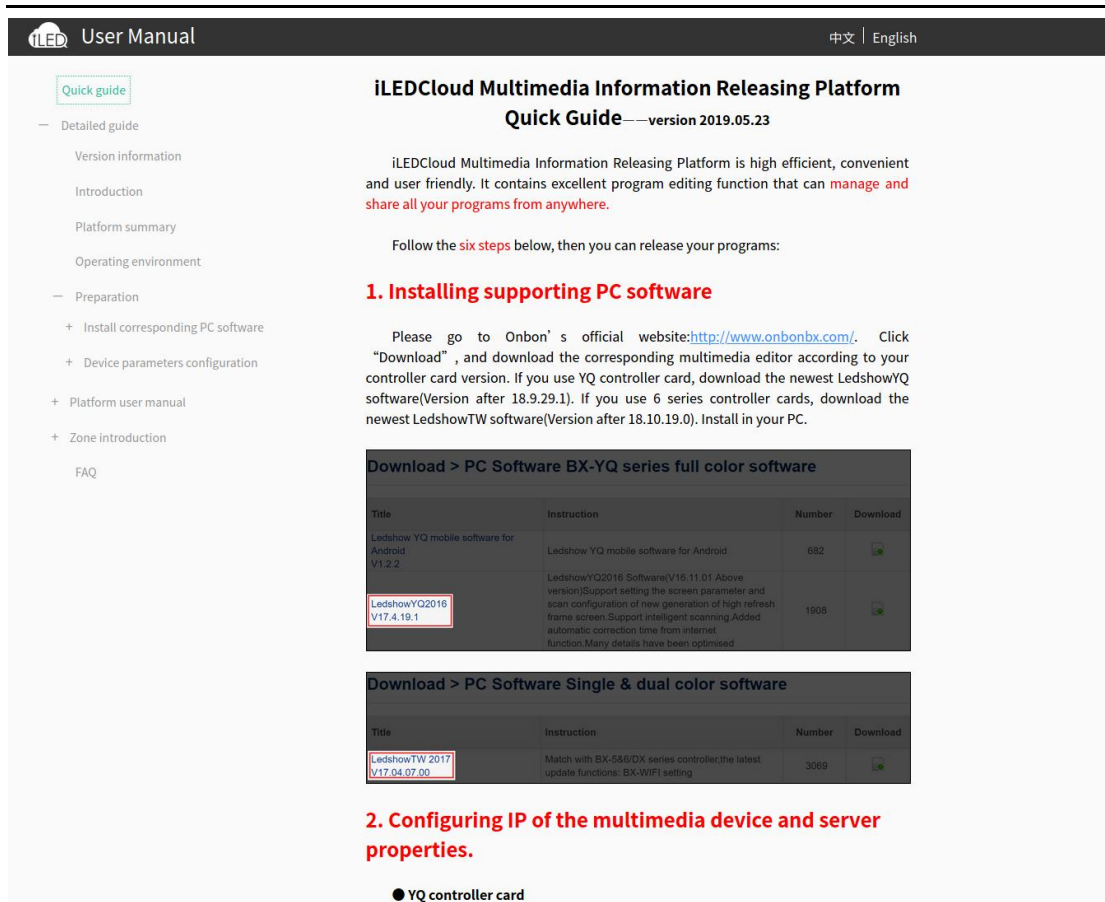 iLED User Manual
中文 | English
Quick guide
— Detailed guide
Version information
Introduction
Platform summary
Operating environment
— Preparation
+ Install corresponding PC software
+ Device parameters configuration
+ Platform user manual
+ Zone introduction
FAQ
iLEDCloud Multimedia Information Releasing Platform
Quick Guide——version 2019.05.23
iLEDCloud Multimedia Information Releasing Platform is high efficient, convenient
and user friendly. It contains excellent program editing function that can manage and
share all your programs from anywhere.
Follow the six steps below, then you can release your programs:
1. Installing supporting PC software
Please go to Onbon’s official website:http://www.onbonbx.com/. Click
“Download”, and download the corresponding multimedia editor according to your
controller card version. If you use YQ controller card, download the newest LedshowYQ
software(Version after 18.9.29.1). If you use 6 series controller cards, download the
newest LedshowTW software(Version after 18.10.19.0). Install in your PC.
Download > PC Software BX-YQ series full color software
Title Instruction Number Download
Ledshow YQ mobile software for
Android
V1.2.2
Ledshow YQ mobile software for Android
682
LedshowYQ2016
V17.4.19.1
LedshowYQ2016 Software(V16.11.01 Above
version)Support setting the screen parameter and
scan configuration of new generation of high refresh
frame screen.Support intelligent scanning.Added
automatic correction time from internet
function.Many details have been optimised
1908
Download > PC Software Single & dual color software
Title Instruction Number Download
LedshowTW 2017
V17.04.07.00
Match with BX-5&6/DX series controller,the latest
update functions: BX-WIFI setting
3069
2. Configuring IP of the multimedia device and server
properties.
● YQ controller card